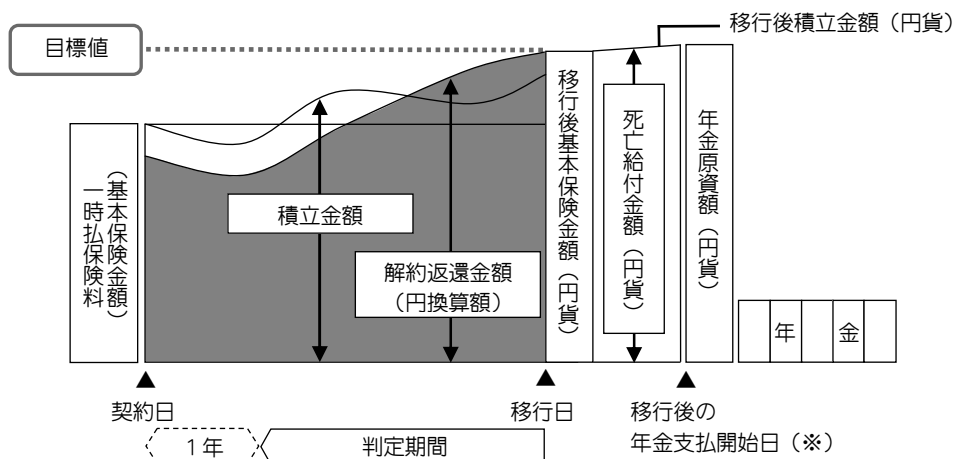 移行後積立金額（円貨）
目標値
一時払保険料
（基本保険金額）
積立金額
解約返還金額
（円換算額）
移行後基本保険金額（円貨）
死亡給付金額（円貨）
年金原資額（円貨）
年　金
▲
契約日
▲
移行日
▲
移行後の
年金支払開始日（※）
１年
判定期間